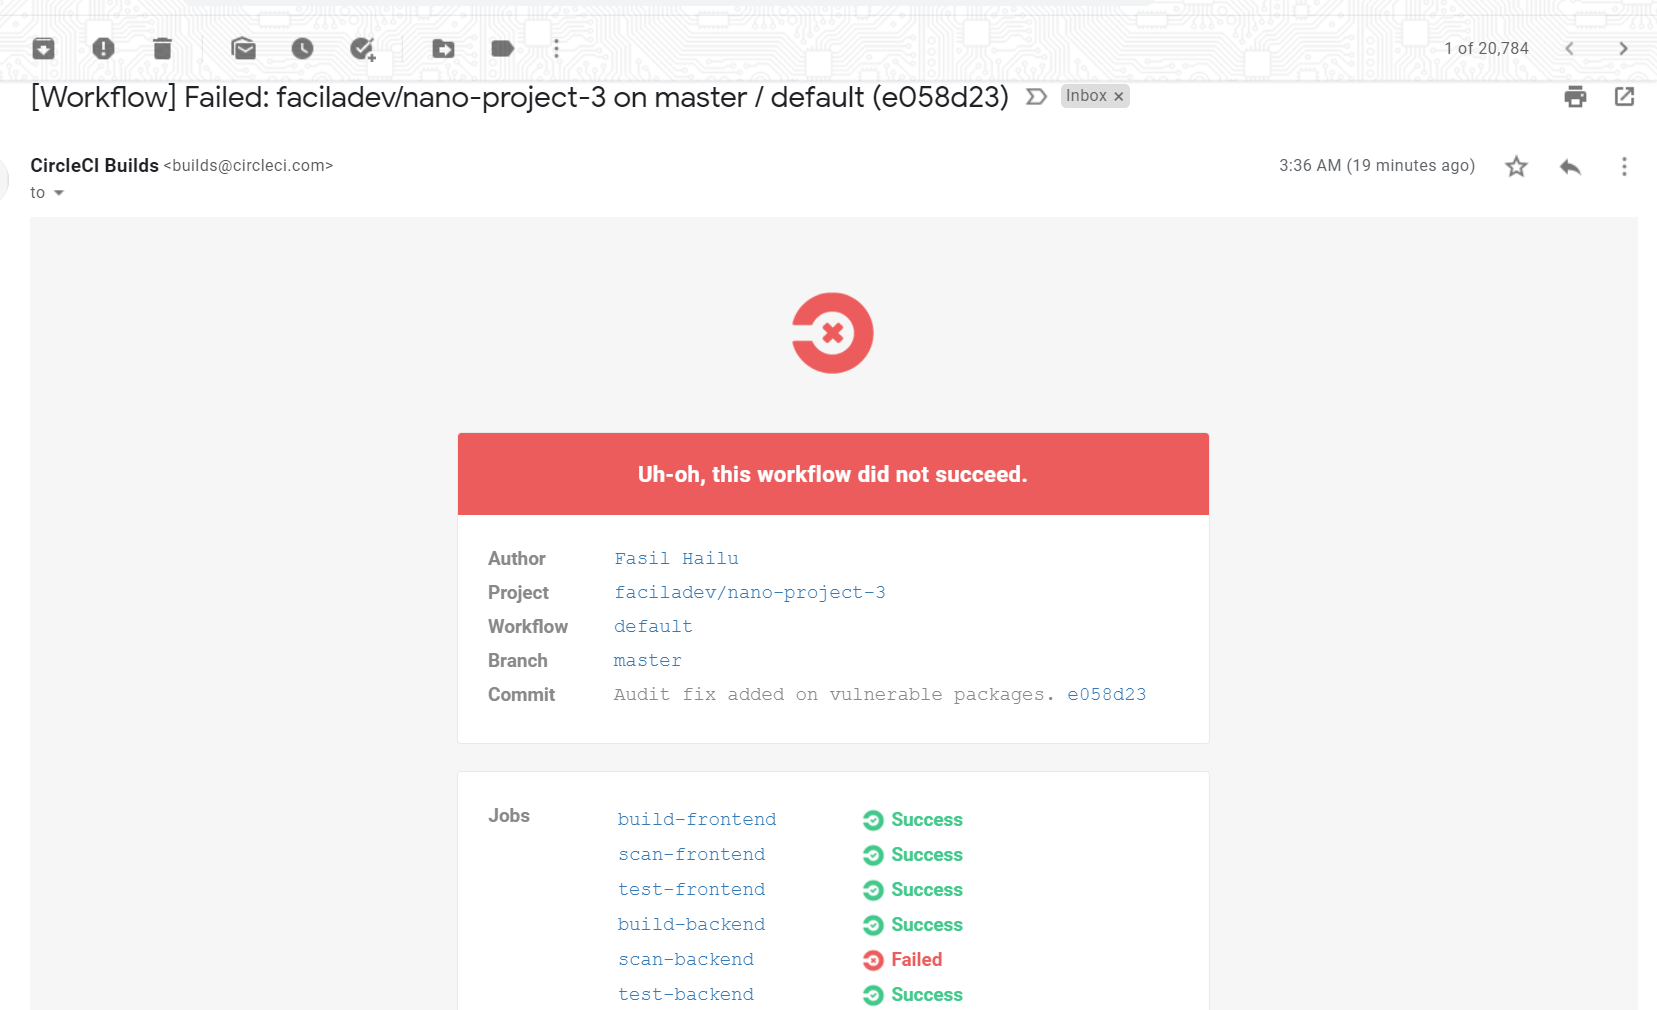 1 of 20,784
[Workflow] Failed: faciladev/nano-project-3 on master / default (e058d23) Inbox ×
CircleCI Builds <builds@circleci.com> 3:36 AM (19 minutes ago)
to
Uh-oh, this workflow did not succeed.
Author Fasil Hailu
Project faciladev/nano-project-3
Workflow default
Branch master
Commit Audit fix added on vulnerable packages. e058d23
Jobs build-frontend Success
scan-frontend Success
test-frontend Success
build-backend Success
scan-backend Failed
test-backend Success